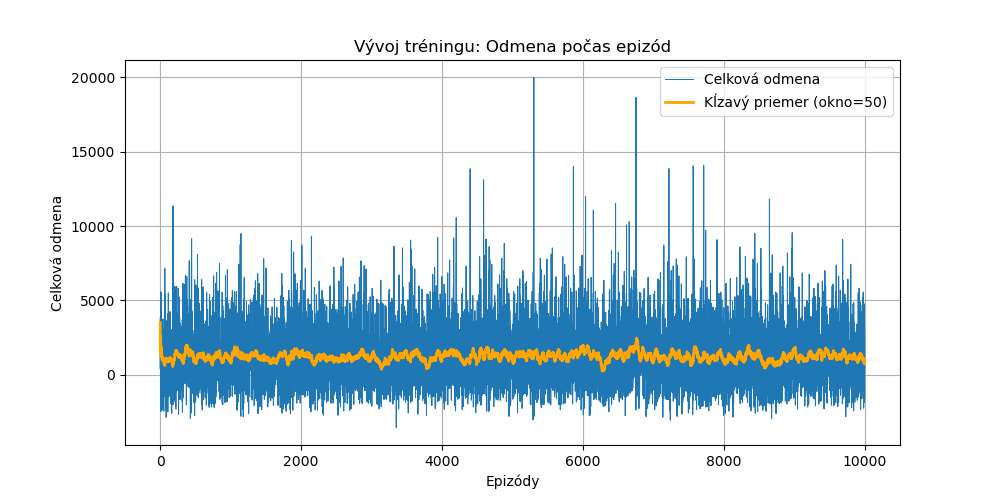 Vývoj tréningu: Odmena počas epizód
Celková odmena
Kĺzavý priemer (okno=50)
Celková odmena
20000
15000
10000
5000
0
0
2000
4000
6000
8000
10000
Epizódy